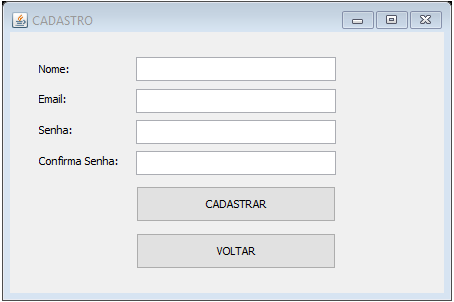 CADASTRO
Nome:
Email:
Senha:
Confirma Senha:
CADASTRAR
VOLTAR